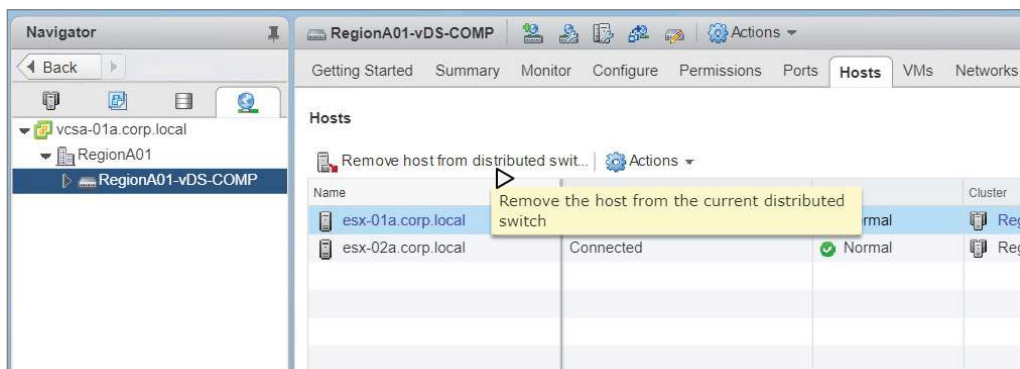 Navigator
RegionA01-vDS-COMP
Actions
Back
Getting Started Summary Monitor Configure Permissions Ports Hosts VMs Networks
vcsa-01a.corp.local
RegionA01
RegionA01-vDS-COMP
Hosts
Remove host from distributed swit... Actions
Name Cluster
Remove the host from the current distributed
switch
esx-01a.corp.local
esx-02a.corp.local Connected Normal